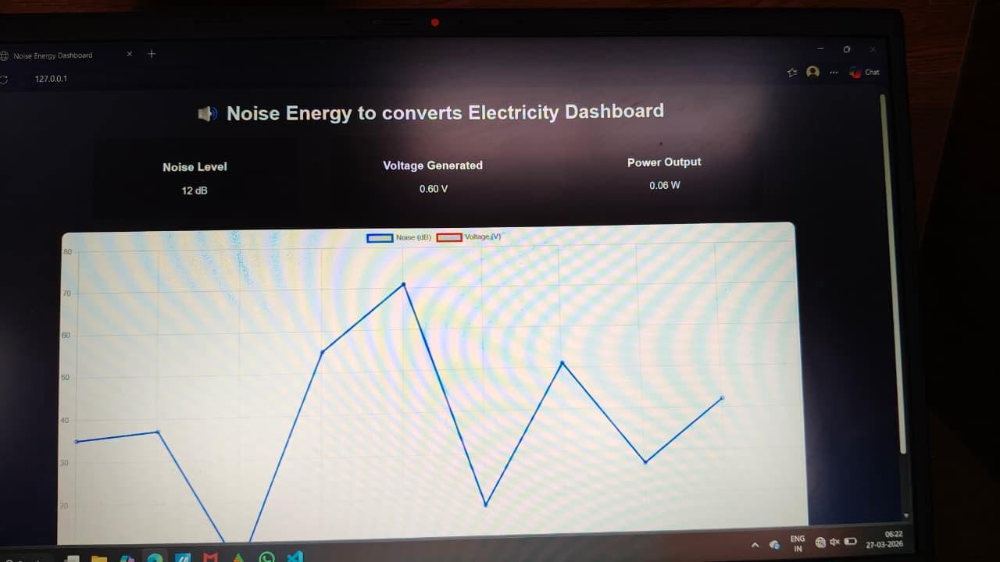 Noise Energy Dashboard
127.0.0.1
Chat
Noise Energy to converts Electricity Dashboard
Noise Level
12 dB
Voltage Generated
0.60 V
Power Output
0.06 W
Noise (dB) Voltage (V)
80
70
60
50
40
30
20
ENG
IN
06:22
27-03-2026